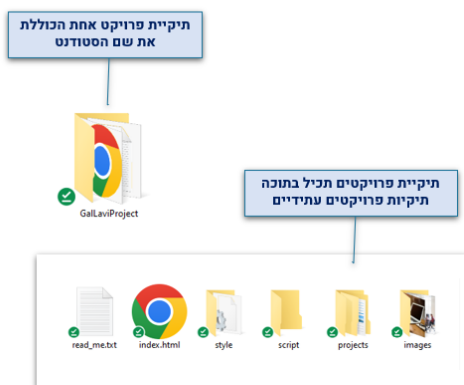 תיקיית פרויקט אחת הכוללת
את שם הסטודנט
GalLaviProject
תיקיית פרויקטים תכיל בתוכה
תיקיות פרויקטים עתידיים
read_me.txt
index.html
style
script
projects
images